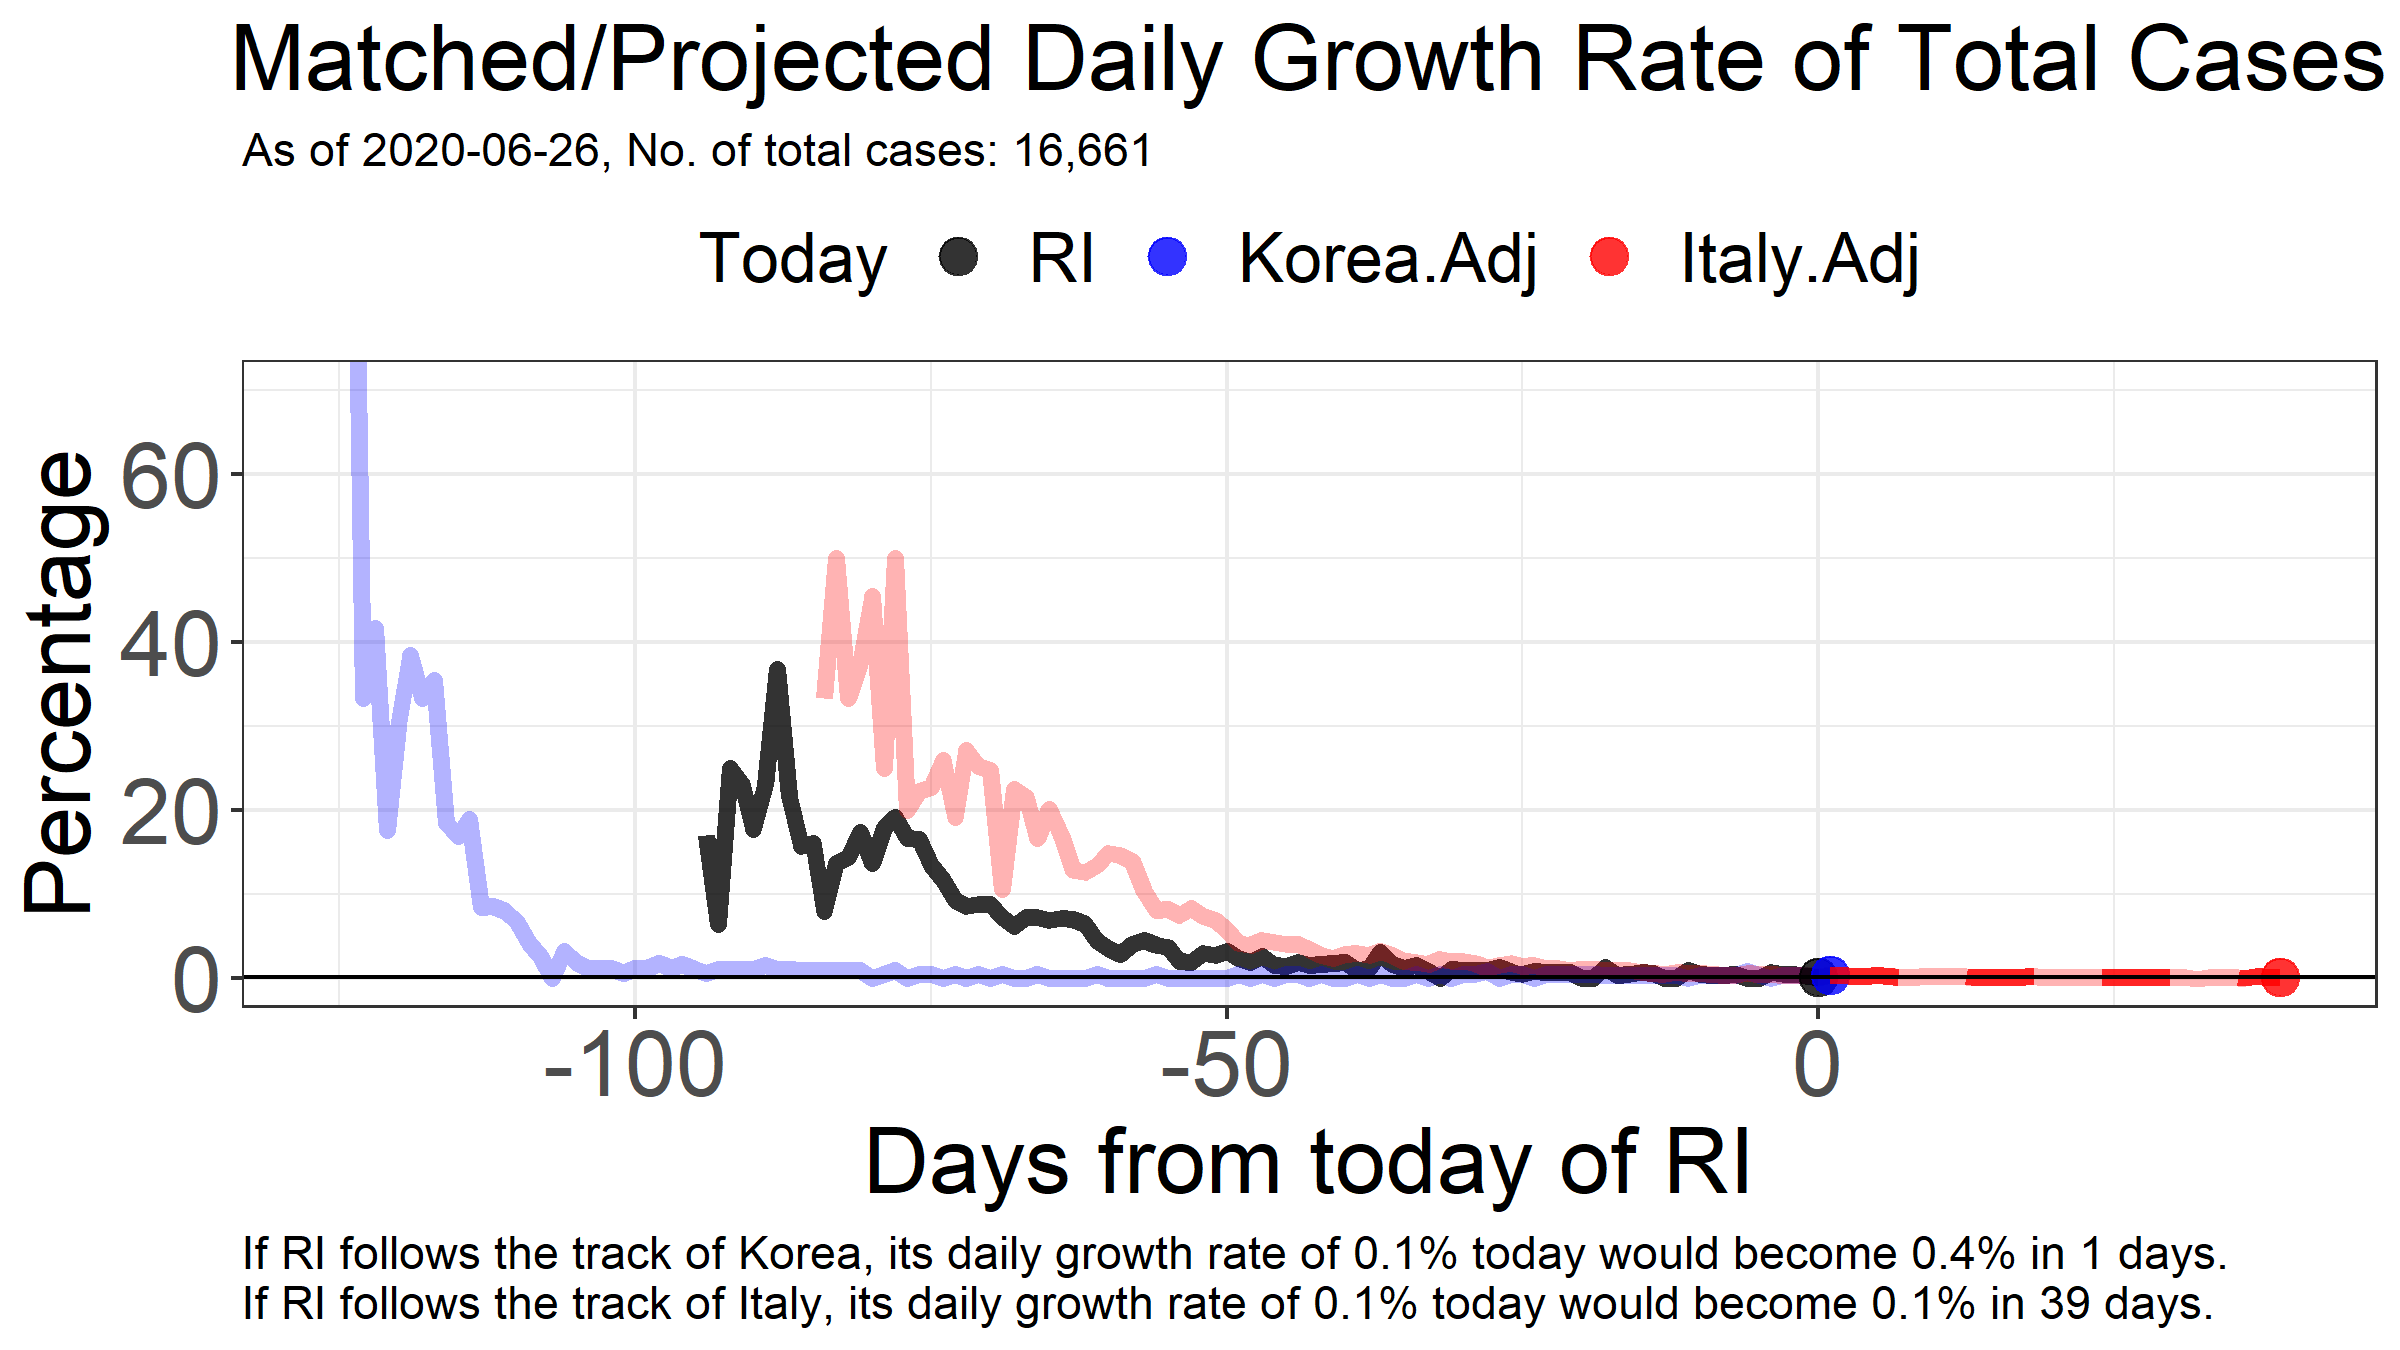 Matched/Projected Daily Growth Rate of Total Cases
As of 2020-06-26, No. of total cases: 16,661
Today RI Korea.Adj Italy.Adj
Percentage
60
40
20
0
-100 -50 0
Days from today of RI
If RI follows the track of Korea, its daily growth rate of 0.1% today would become 0.4% in 1 days.
If RI follows the track of Italy, its daily growth rate of 0.1% today would become 0.1% in 39 days.